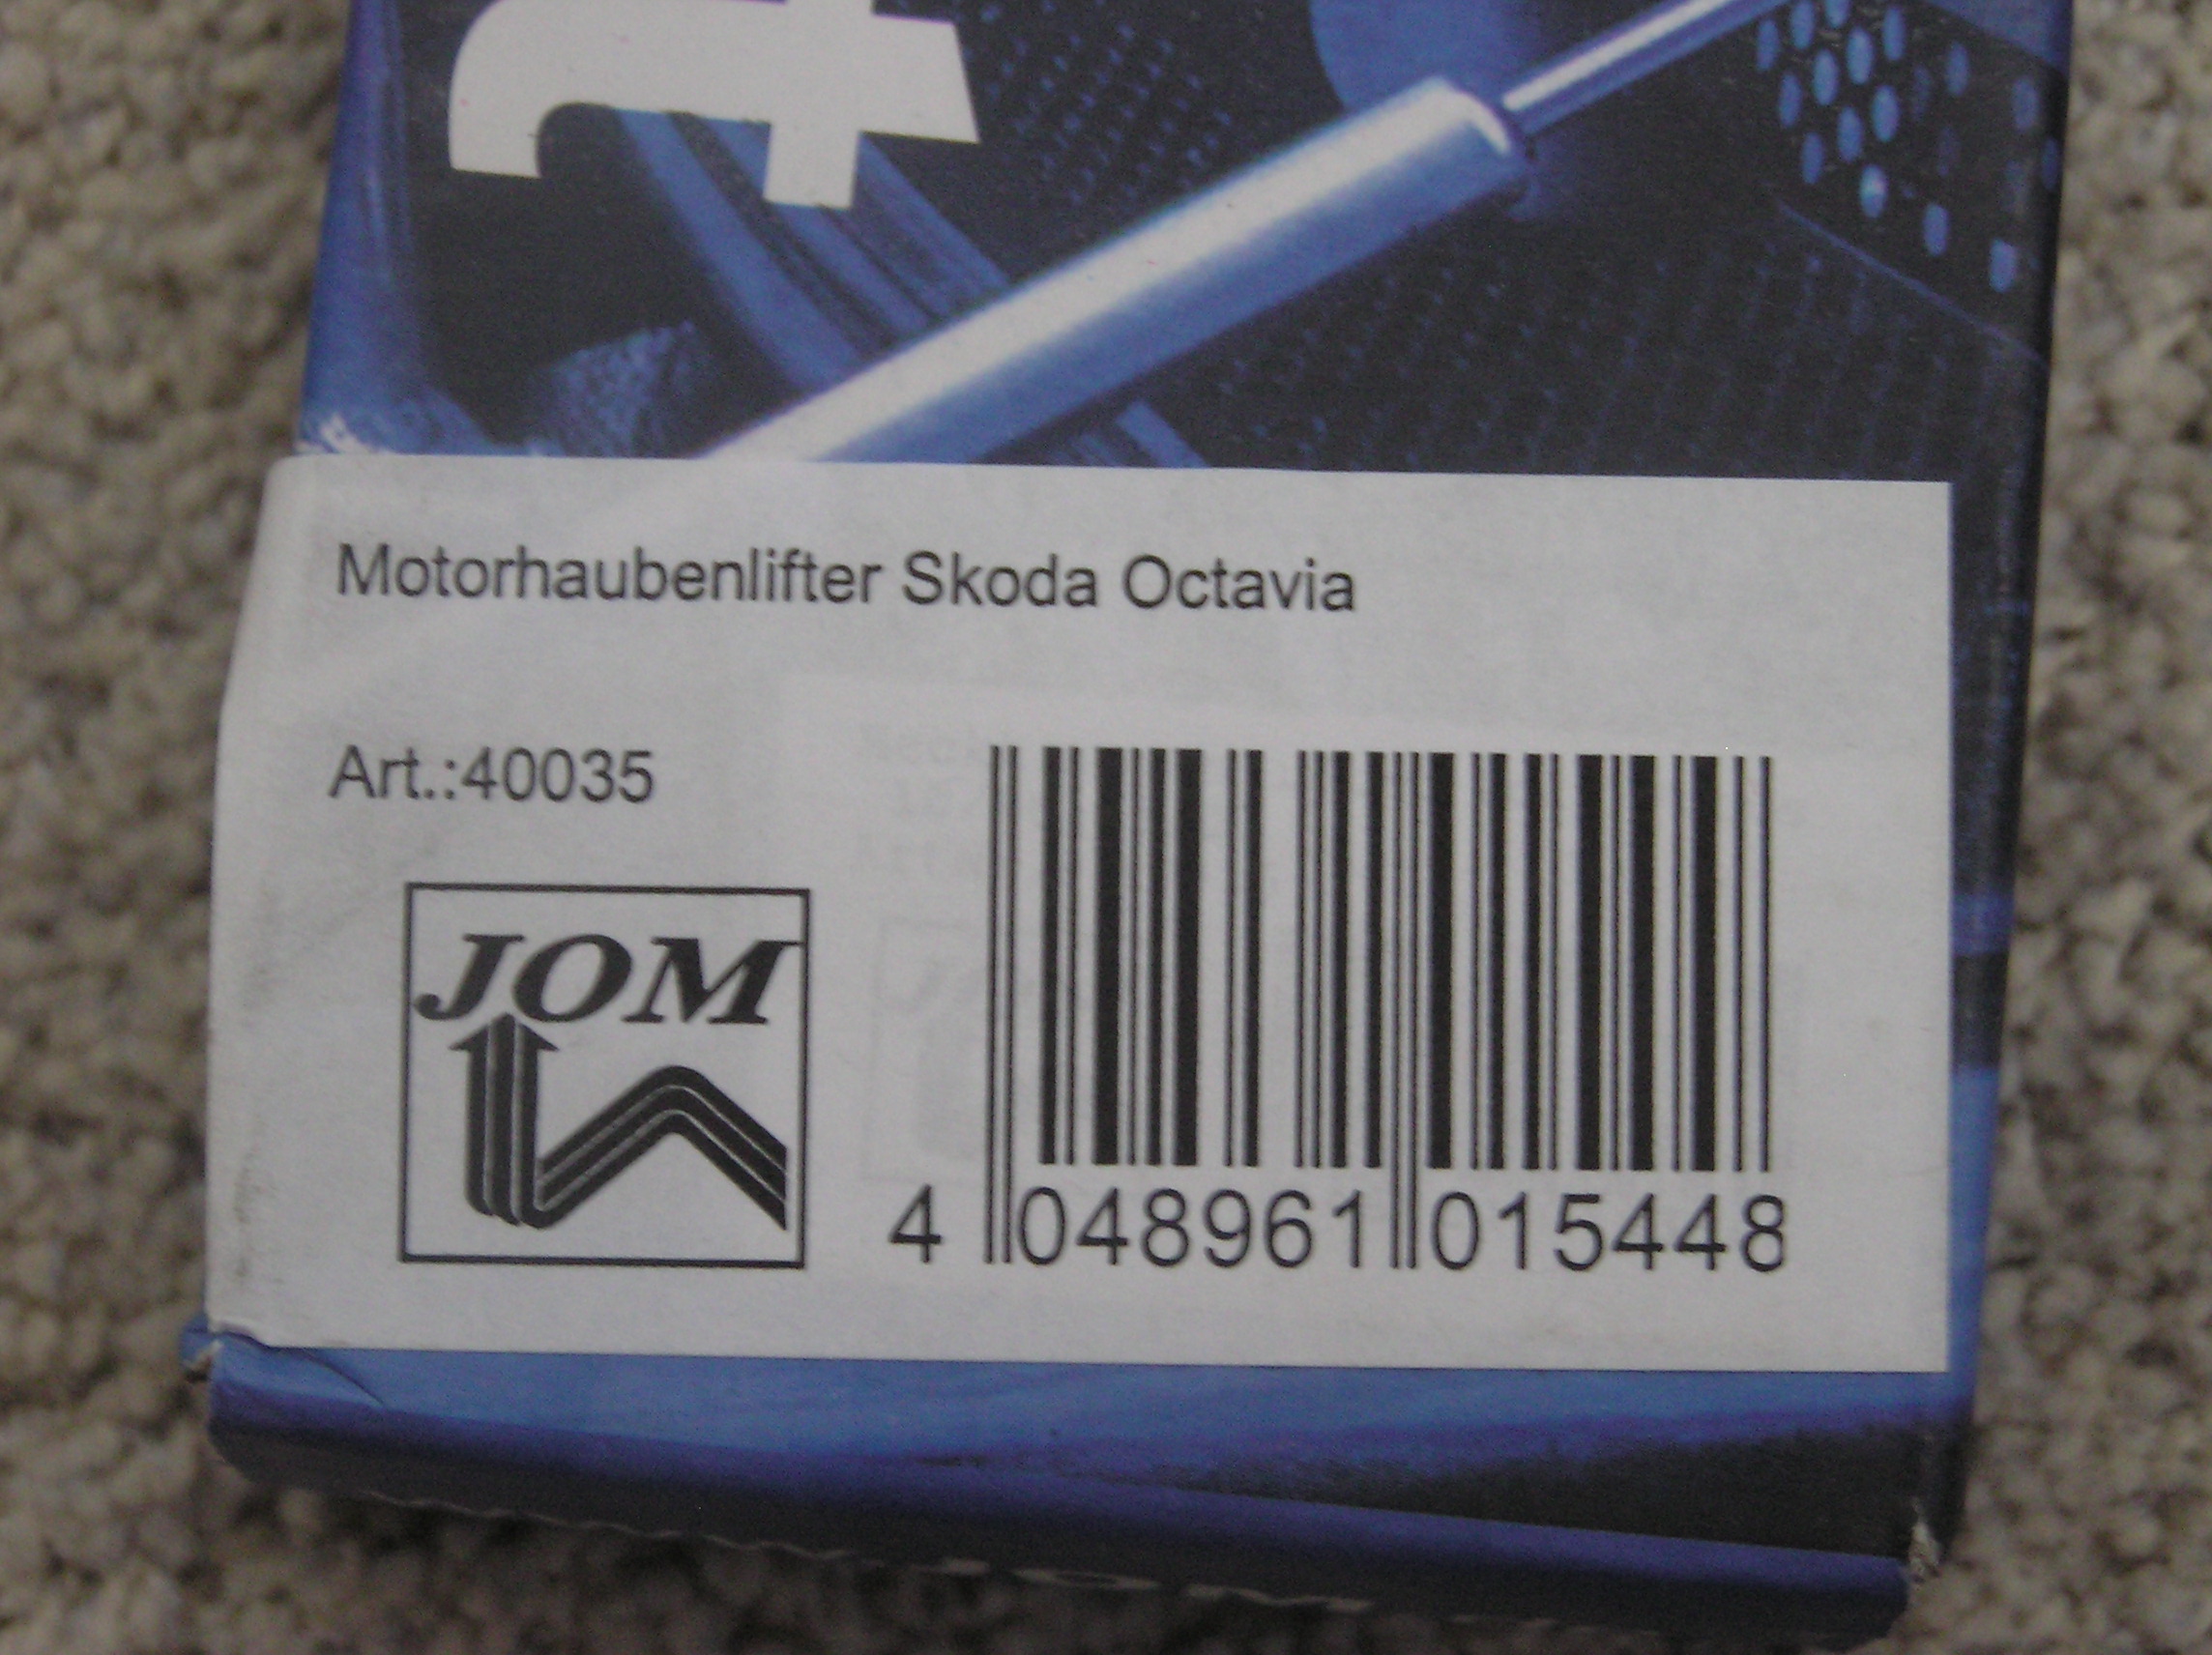 Motorhaubenlifter Skoda Octavia
Art.:40035
JOM
4 048961 015448